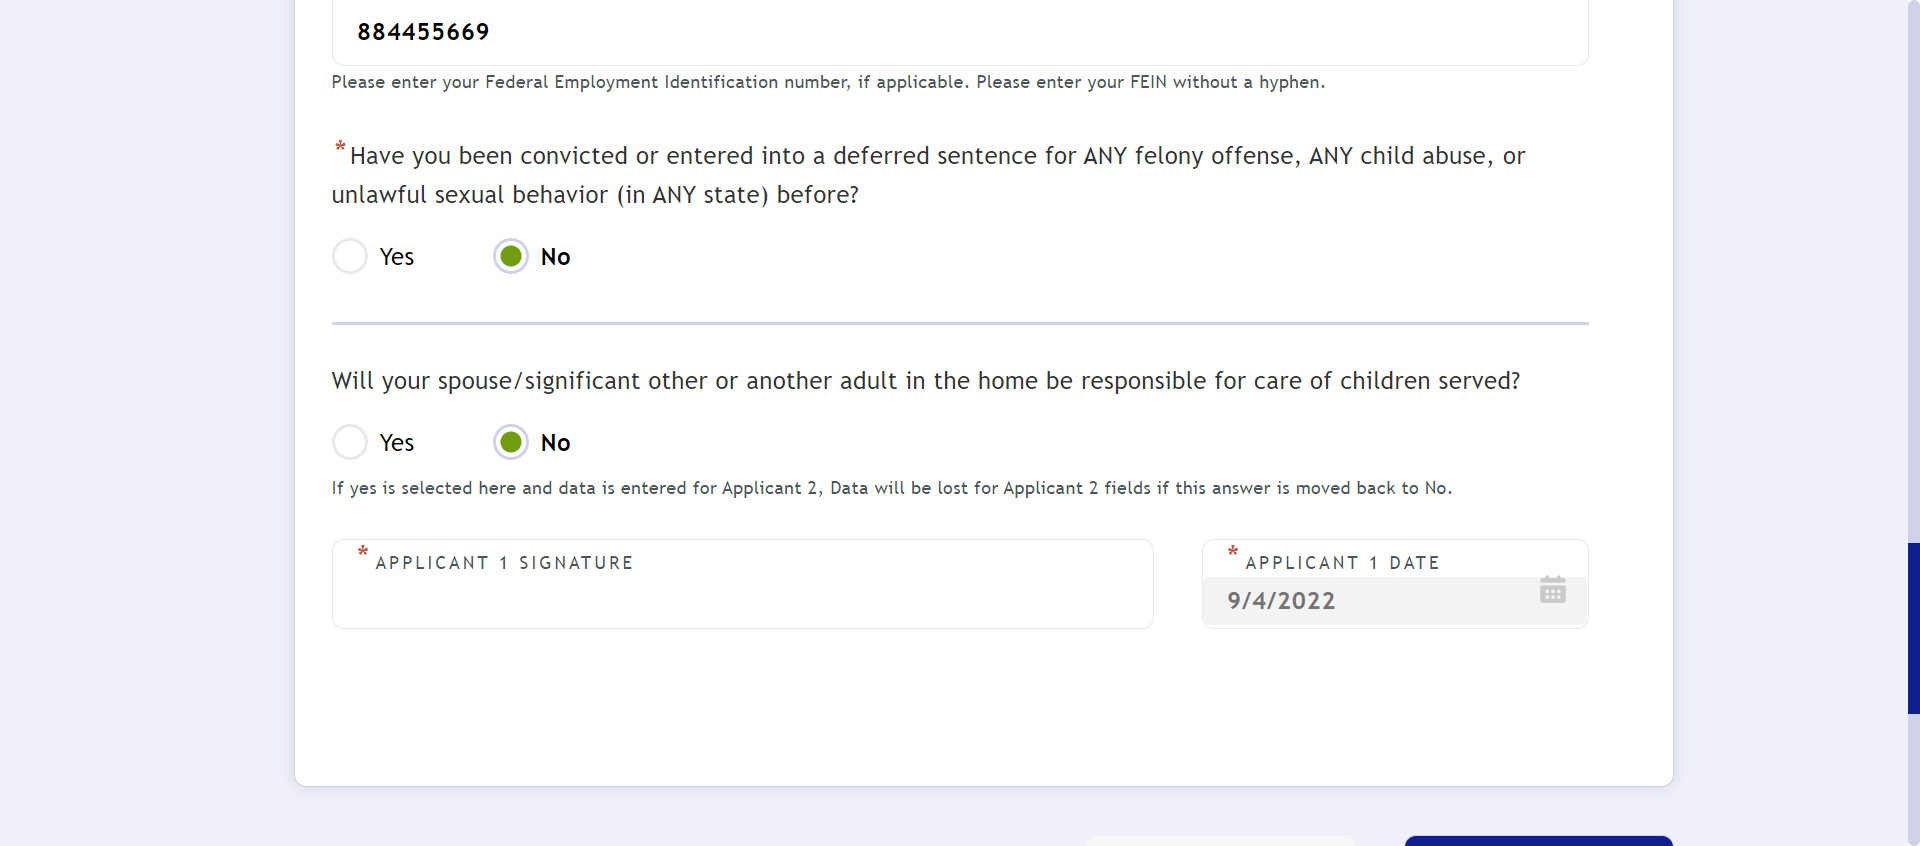 884455669
Please enter your Federal Employment Identification number, if applicable. Please enter your FEIN without a hyphen.
*Have you been convicted or entered into a deferred sentence for ANY felony offense, ANY child abuse, or
unlawful sexual behavior (in ANY state) before?
Yes No
Will your spouse/significant other or another adult in the home be responsible for care of children served?
Yes No
If yes is selected here and data is entered for Applicant 2, Data will be lost for Applicant 2 fields if this answer is moved back to No.
* APPLICANT 1 SIGNATURE
* APPLICANT 1 DATE
9/4/2022